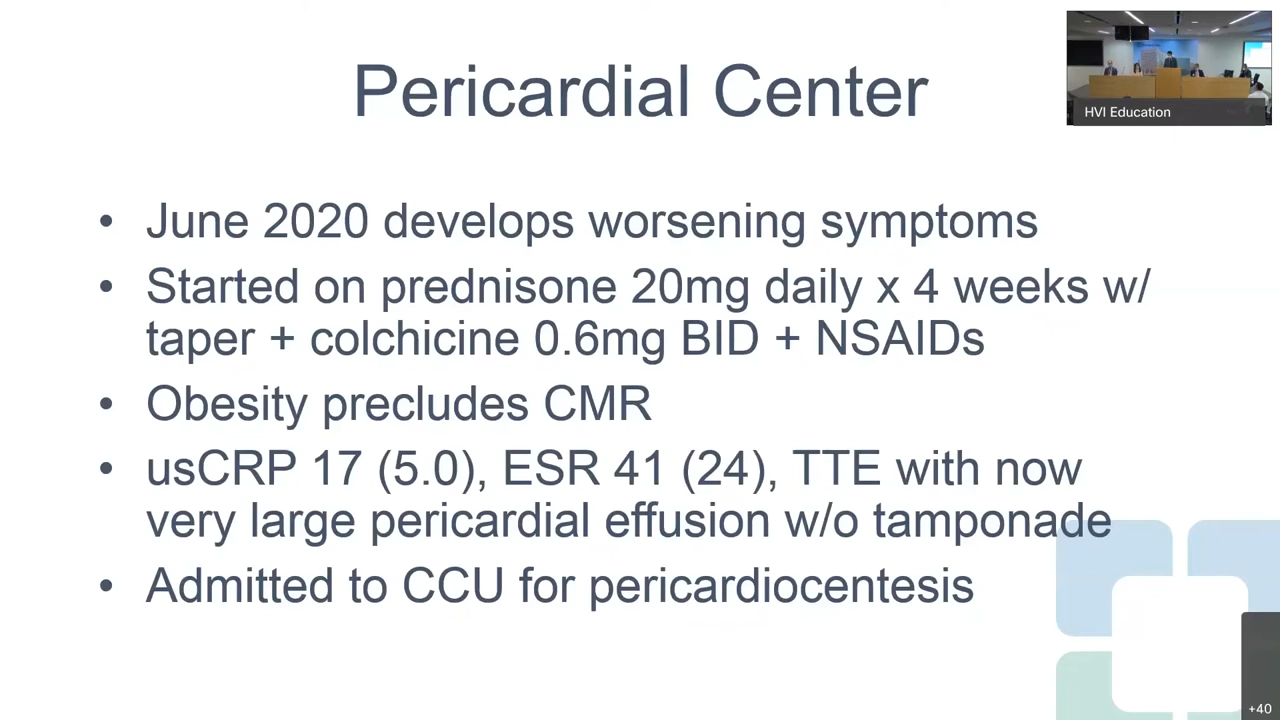 Pericardial Center
HVI Education
• June 2020 develops worsening symptoms
• Started on prednisone 20mg daily x 4 weeks w/
taper + colchicine 0.6mg BID + NSAIDs
• Obesity precludes CMR
• usCRP 17 (5.0), ESR 41 (24), TTE with now
very large pericardial effusion w/o tamponade
• Admitted to CCU for pericardiocentesis
+40